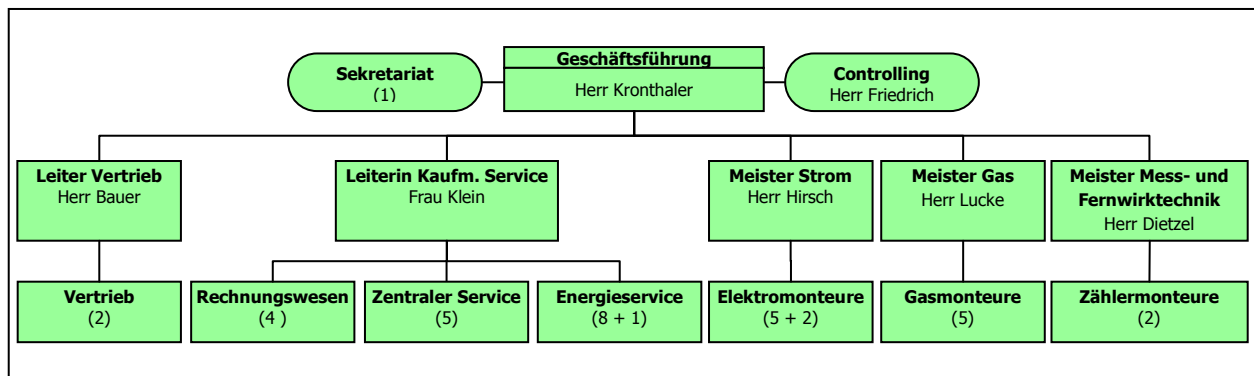 Geschäftsführung
Herr Kronthaler
Sekretariat
(1)
Controlling
Herr Friedrich
Leiter Vertrieb
Herr Bauer
Leiterin Kaufm. Service
Frau Klein
Meister Strom
Herr Hirsch
Meister Gas
Herr Lucke
Meister Mess- und
Fernwirktechnik
Herr Dietzel
Vertrieb
(2)
Rechnungswesen
(4 )
Zentraler Service
(5)
Energieservice
(8 + 1)
Elektromonteure
(5 + 2)
Gasmonteure
(5)
Zählermonteure
(2)